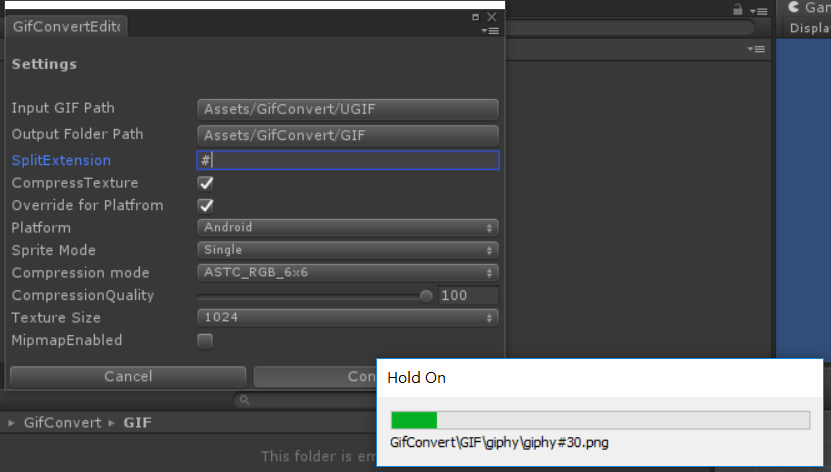 Gam
GifConvertEdito
Displa
Settings
Input GIF Path Assets/GifConvert/UGIF
Output Folder Path Assets/GifConvert/GIF
SplitExtension #
CompressTexture
Override for Platfrom
Platform Android
Sprite Mode Single
Compression mode ASTC_RGB_6x6
CompressionQuality 100
Texture Size 1024
MipmapEnabled
Cancel Con
Hold On
GifConvert\GIF\giphy\giphy#30.png
GifConvert ▸ GIF
This folder is em